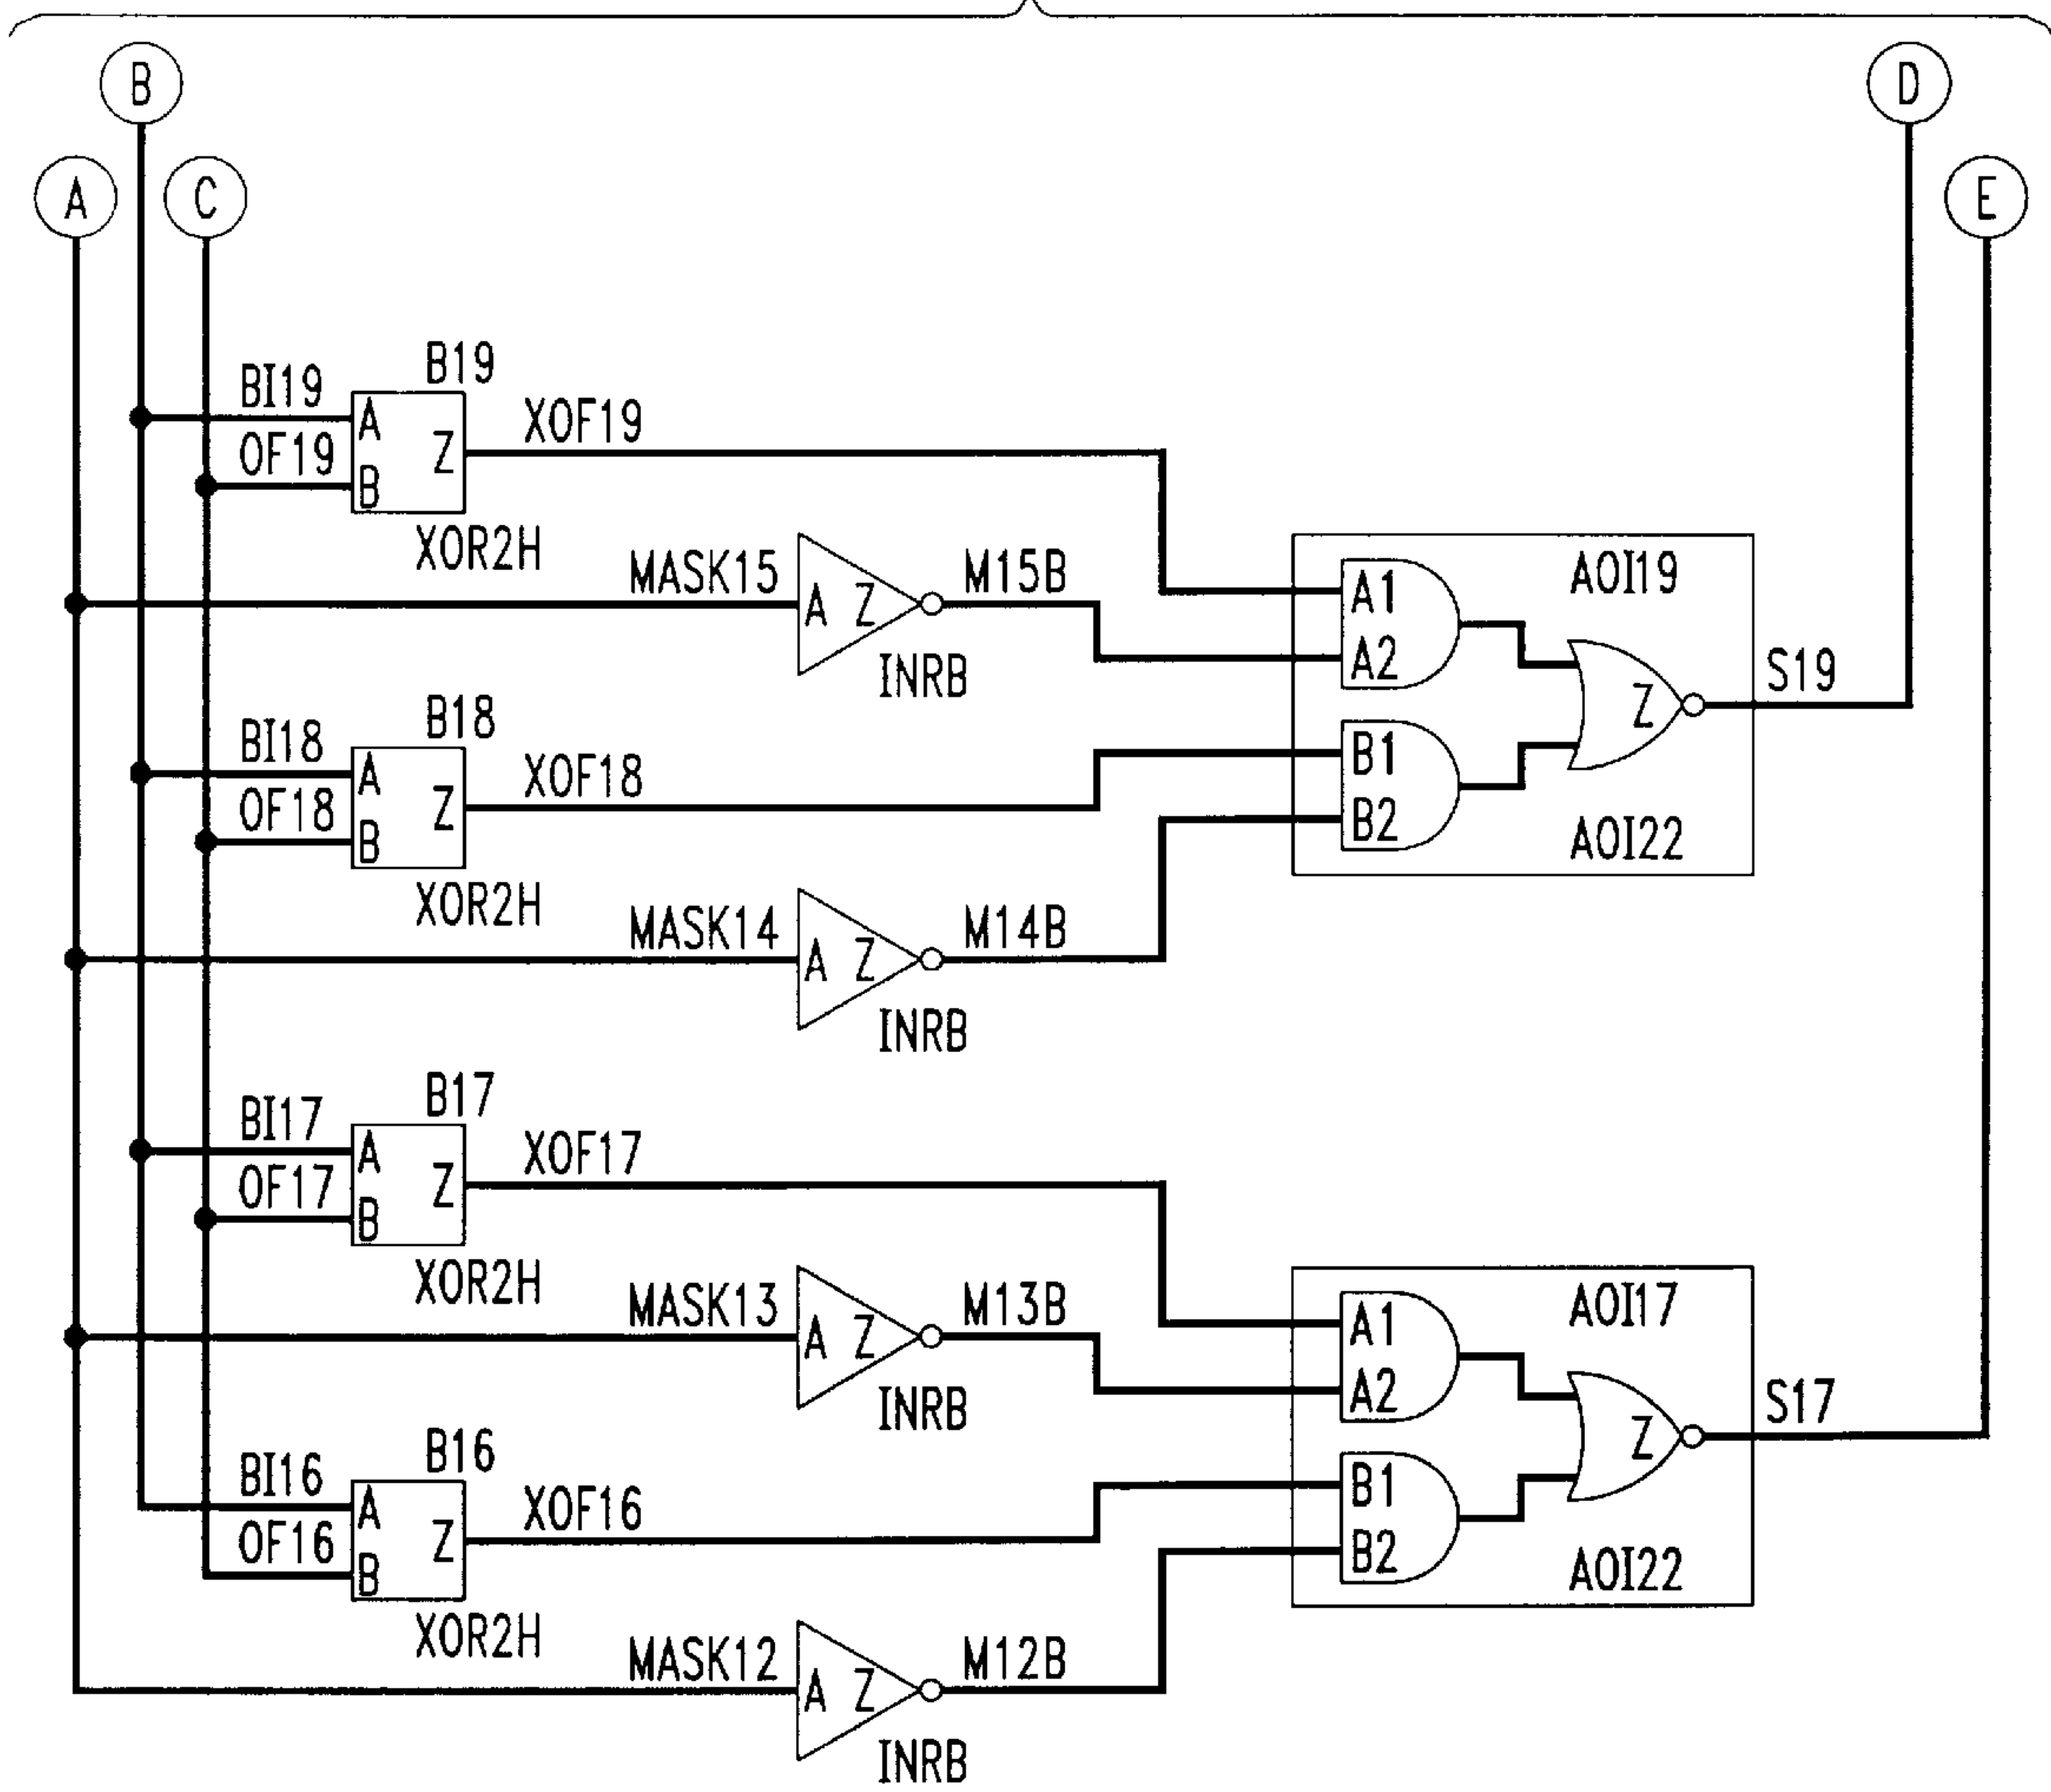 B
D
A
C
E
B19
BI19
A
XOF19
OF19
Z
B
XOR2H
MASK15
M15B
AOI19
A Z
A1
INRB
A2
S19
B18
Z
BI18
A
XOF18
B1
OF18
Z
B
B2
AOI22
XOR2H
MASK14
M14B
A Z
INRB
B17
BI17
A
XOF17
OF17
Z
B
XOR2H
MASK13
M13B
AOI17
A Z
A1
INRB
A2
S17
B16
Z
BI16
A
XOF16
B1
OF16
Z
B
B2
AOI22
XOR2H
MASK12
M12B
A Z
INRB